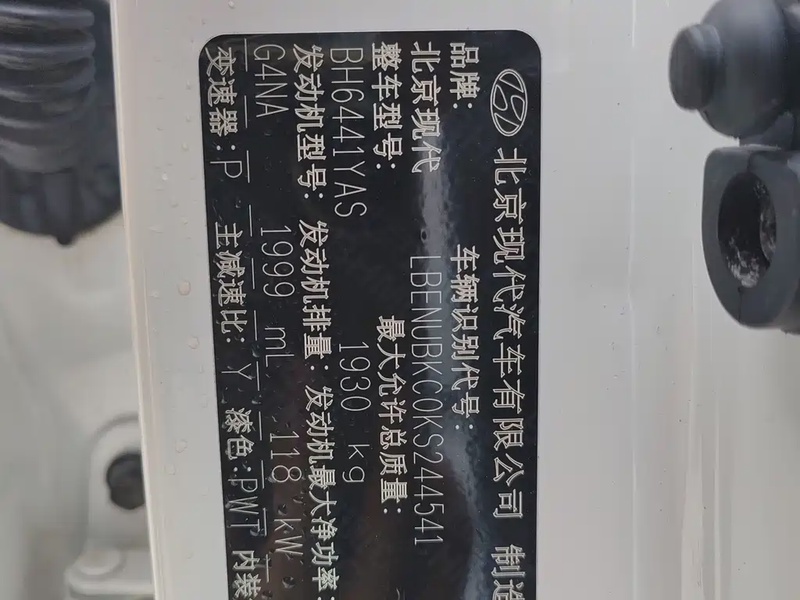 北京现代汽车有限公司 制造
品牌: 车辆识别代号:
北京现代 LBENUBKC0KS244541
整车型号: 最大允许总质量:
BH6441YAS 1930 kg
发动机型号: 发动机排量: 发动机最大净功率:
G4NA 1999 mL 118 kW
变速器: P 主减速比: Y 漆色: PWT 内装